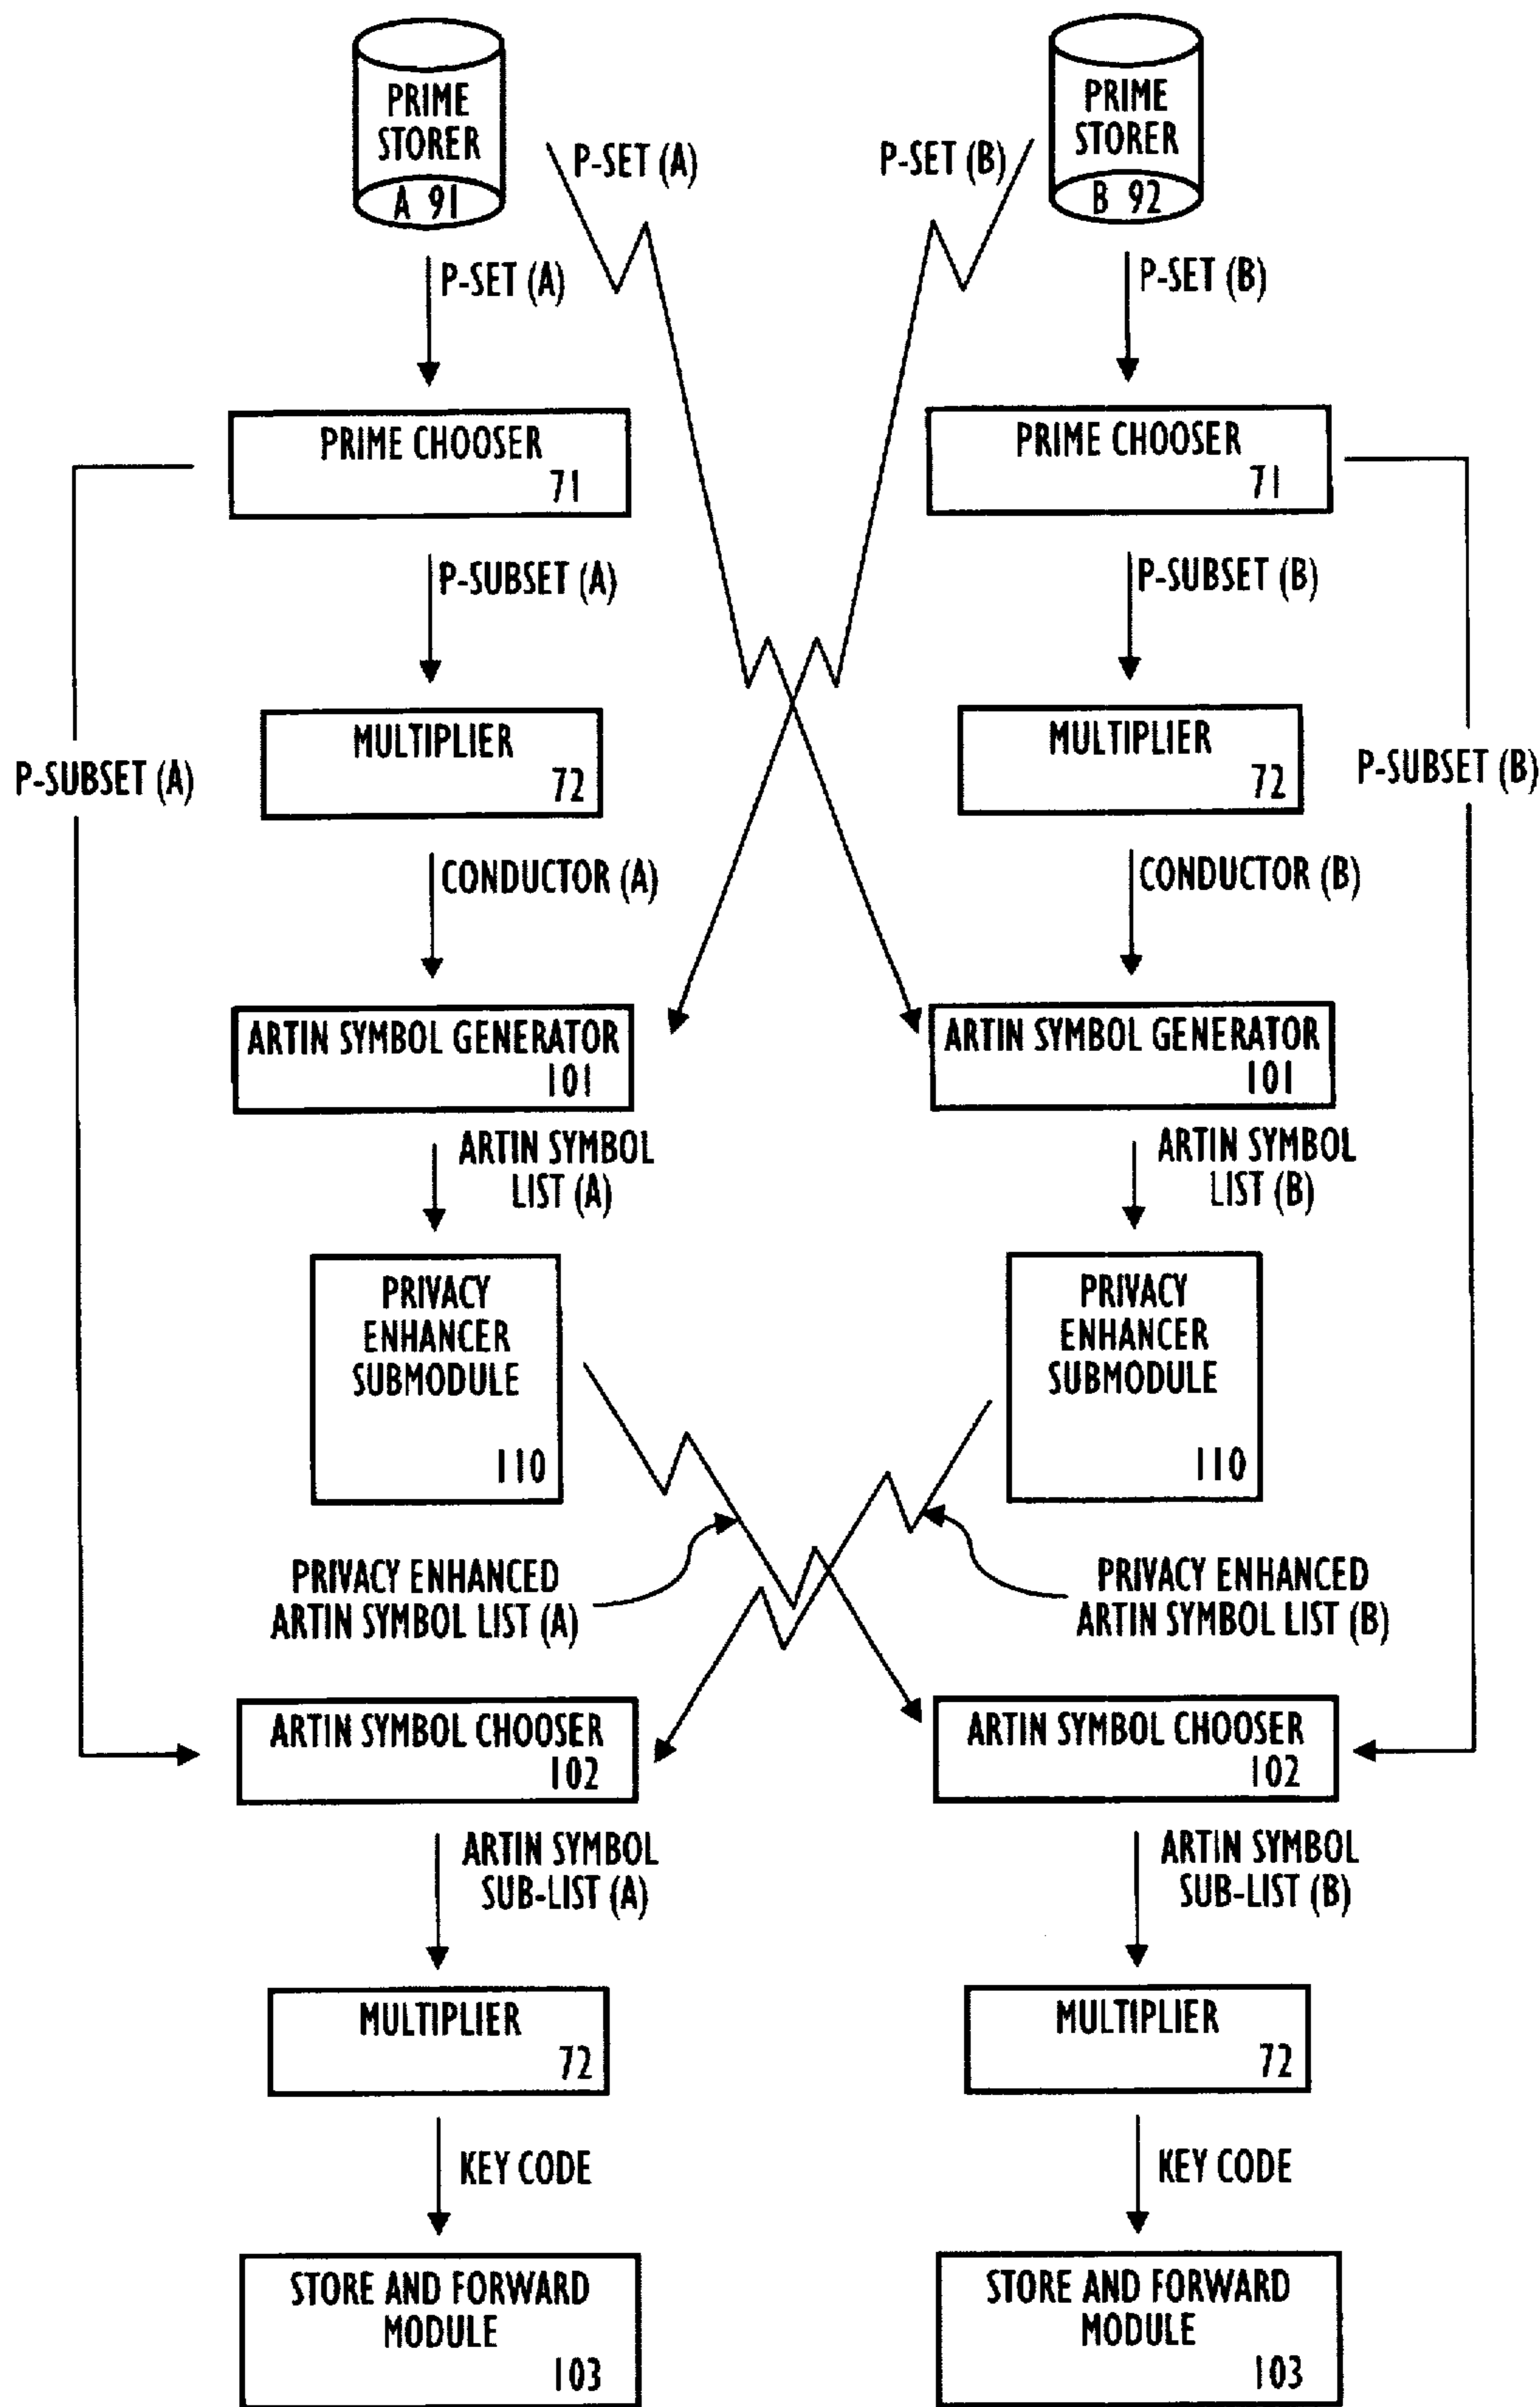 PRIME
STORER
A 91
PRIME
STORER
B 92
P-SET (A)
P-SET (B)
P-SET (A)
P-SET (B)
PRIME CHOOSER
71
PRIME CHOOSER
71
P-SUBSET (A)
P-SUBSET (B)
MULTIPLIER
72
MULTIPLIER
72
P-SUBSET (A)
P-SUBSET (B)
CONDUCTOR (A)
CONDUCTOR (B)
ARTIN SYMBOL GENERATOR
101
ARTIN SYMBOL GENERATOR
101
ARTIN SYMBOL
LIST (A)
ARTIN SYMBOL
LIST (B)
PRIVACY
ENHANCER
SUBMODULE
110
PRIVACY
ENHANCER
SUBMODULE
110
PRIVACY ENHANCED
ARTIN SYMBOL LIST (A)
PRIVACY ENHANCED
ARTIN SYMBOL LIST (B)
ARTIN SYMBOL CHOOSER
102
ARTIN SYMBOL CHOOSER
102
ARTIN SYMBOL
SUB-LIST (A)
ARTIN SYMBOL
SUB-LIST (B)
MULTIPLIER
72
MULTIPLIER
72
KEY CODE
KEY CODE
STORE AND FORWARD
MODULE
103
STORE AND FORWARD
MODULE
103